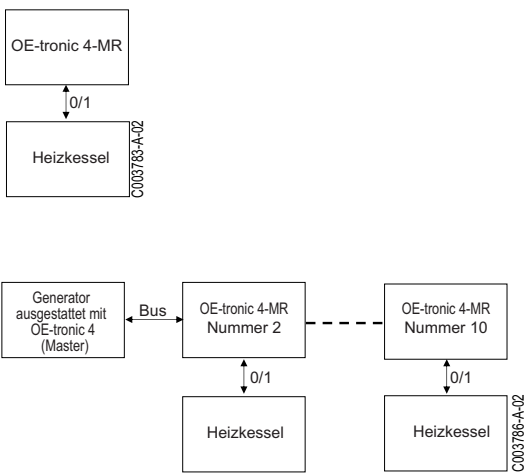 OE-tronic 4-MR
0/1
Heizkessel
C003783-A-02
Generator
ausgestattet mit
OE-tronic 4
(Master)
Bus
OE-tronic 4-MR
Nummer 2
OE-tronic 4-MR
Nummer 10
0/1
0/1
Heizkessel
Heizkessel
C003786-A-02